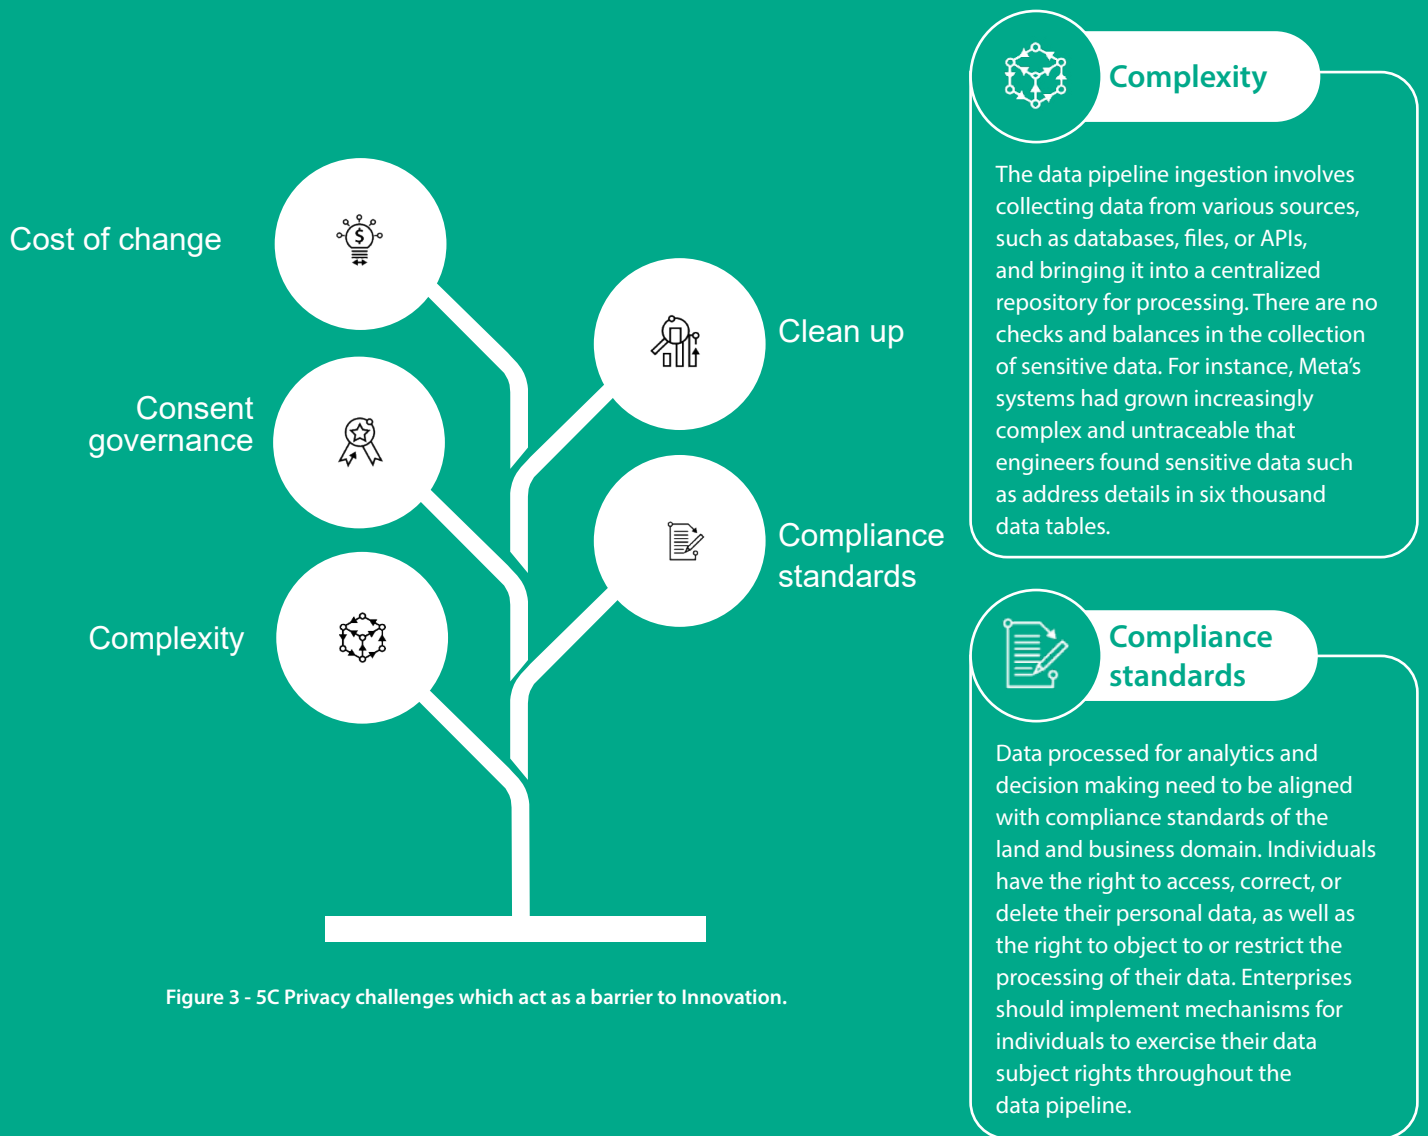 Cost of change
Clean up
Consent
governance
Compliance
standards
Complexity
Figure 3 - 5C Privacy challenges which act as a barrier to Innovation.
Complexity
The data pipeline ingestion involves
collecting data from various sources,
such as databases, files, or APIs,
and bringing it into a centralized
repository for processing. There are no
checks and balances in the collection
of sensitive data. For instance, Meta’s
systems had grown increasingly
complex and untraceable that
engineers found sensitive data such
as address details in six thousand
data tables.
Compliance
standards
Data processed for analytics and
decision making need to be aligned
with compliance standards of the
land and business domain. Individuals
have the right to access, correct, or
delete their personal data, as well as
the right to object to or restrict the
processing of their data. Enterprises
should implement mechanisms for
individuals to exercise their data
subject rights throughout the
data pipeline.